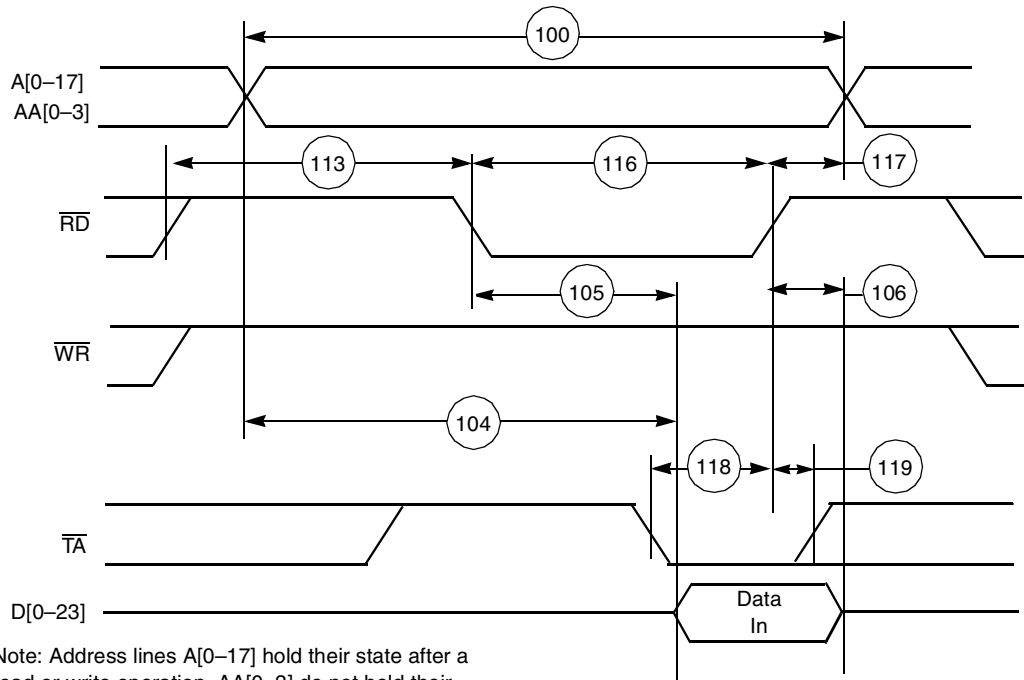 100
A[0–17]
AA[0–3]
113
116
117
RD
105
106
WR
104
118
119
TA
D[0–23]
Data
In
Note: Address lines A[0–17] hold their state after a
read or write operation. AA[0–3] do not hold their